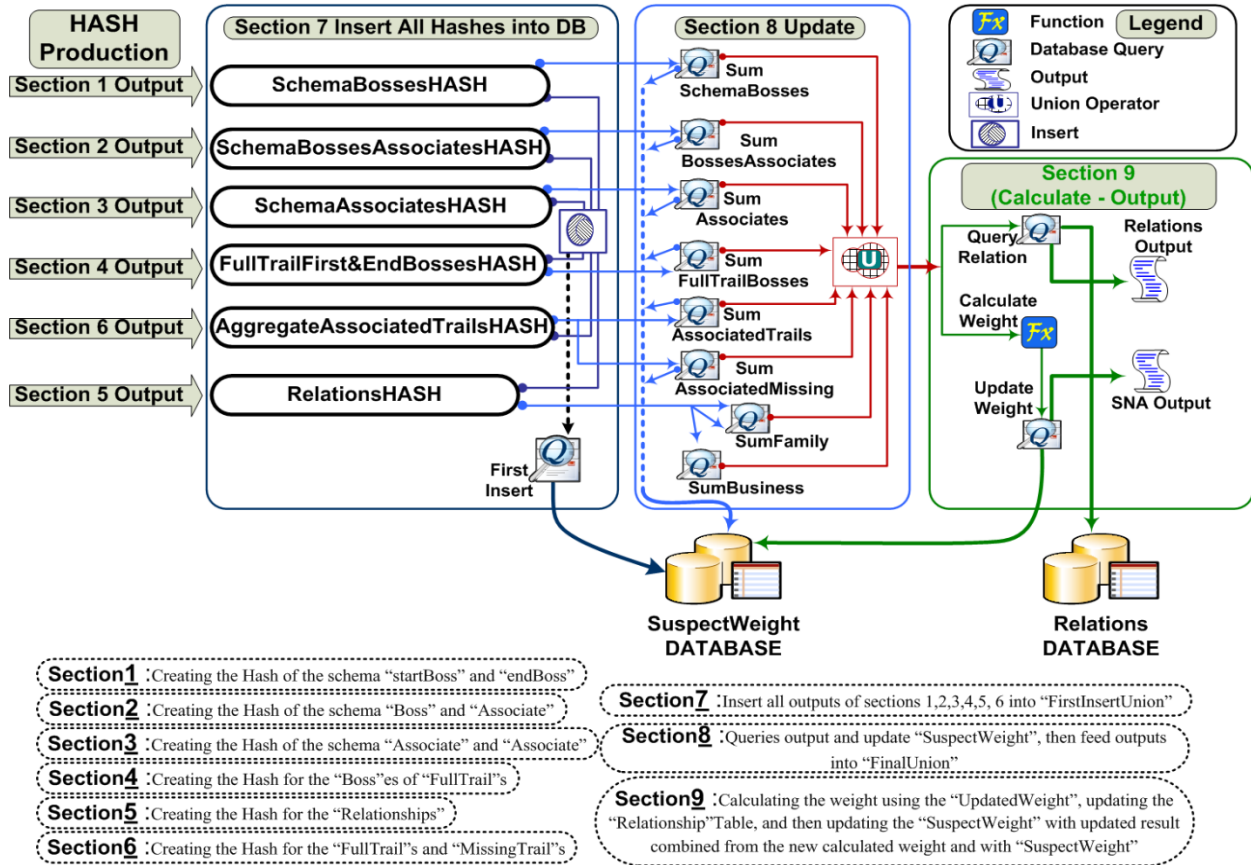 HASH
Production
Section 1 Output
Section 2 Output
Section 3 Output
Section 4 Output
Section 6 Output
Section 5 Output
Section 7 Insert All Hashes into DB
SchemaBossesHASH
SchemaBossesAssociatesHASH
SchemaAssociatesHASH
FullTrailFirst&EndBossesHASH
AggregateAssociatedTrailsHASH
RelationsHASH
First
Insert
Section 8 Update
Sum
SchemaBosses
Sum
BossesAssociates
Sum
Associates
Sum
FullTrailBosses
Sum
AssociatedTrails
Sum
AssociatedMissing
SumFamily
SumBusiness
U
Legend
Fx
Function
Database Query
Output
Union Operator
Insert
Section 9
(Calculate - Output)
Query
Relation
Relations
Output
Calculate
Weight
Fx
Update
Weight
SNA Output
SuspectWeight
DATABASE
Relations
DATABASE
Section1 :Creating the Hash of the schema “startBoss” and “endBoss”
Section2 :Creating the Hash of the schema “Boss” and “Associate”
Section3 :Creating the Hash of the schema “Associate” and “Associate”
Section4 :Creating the Hash for the “Boss”es of “FullTrail”s
Section5 :Creating the Hash for the “Relationships”
Section6 :Creating the Hash for the “FullTrail”s and “MissingTrail”s
Section7 :Insert all outputs of sections 1,2,3,4,5, 6 into “FirstInsertUnion”
Section8 :Queries output and update “SuspectWeight”, then feed outputs
into “FinalUnion”
Section9 :Calculating the weight using the “UpdatedWeight”, updating the
“Relationship”Table, and then updating the “SuspectWeight” with updated result
combined from the new calculated weight and with “SuspectWeight”